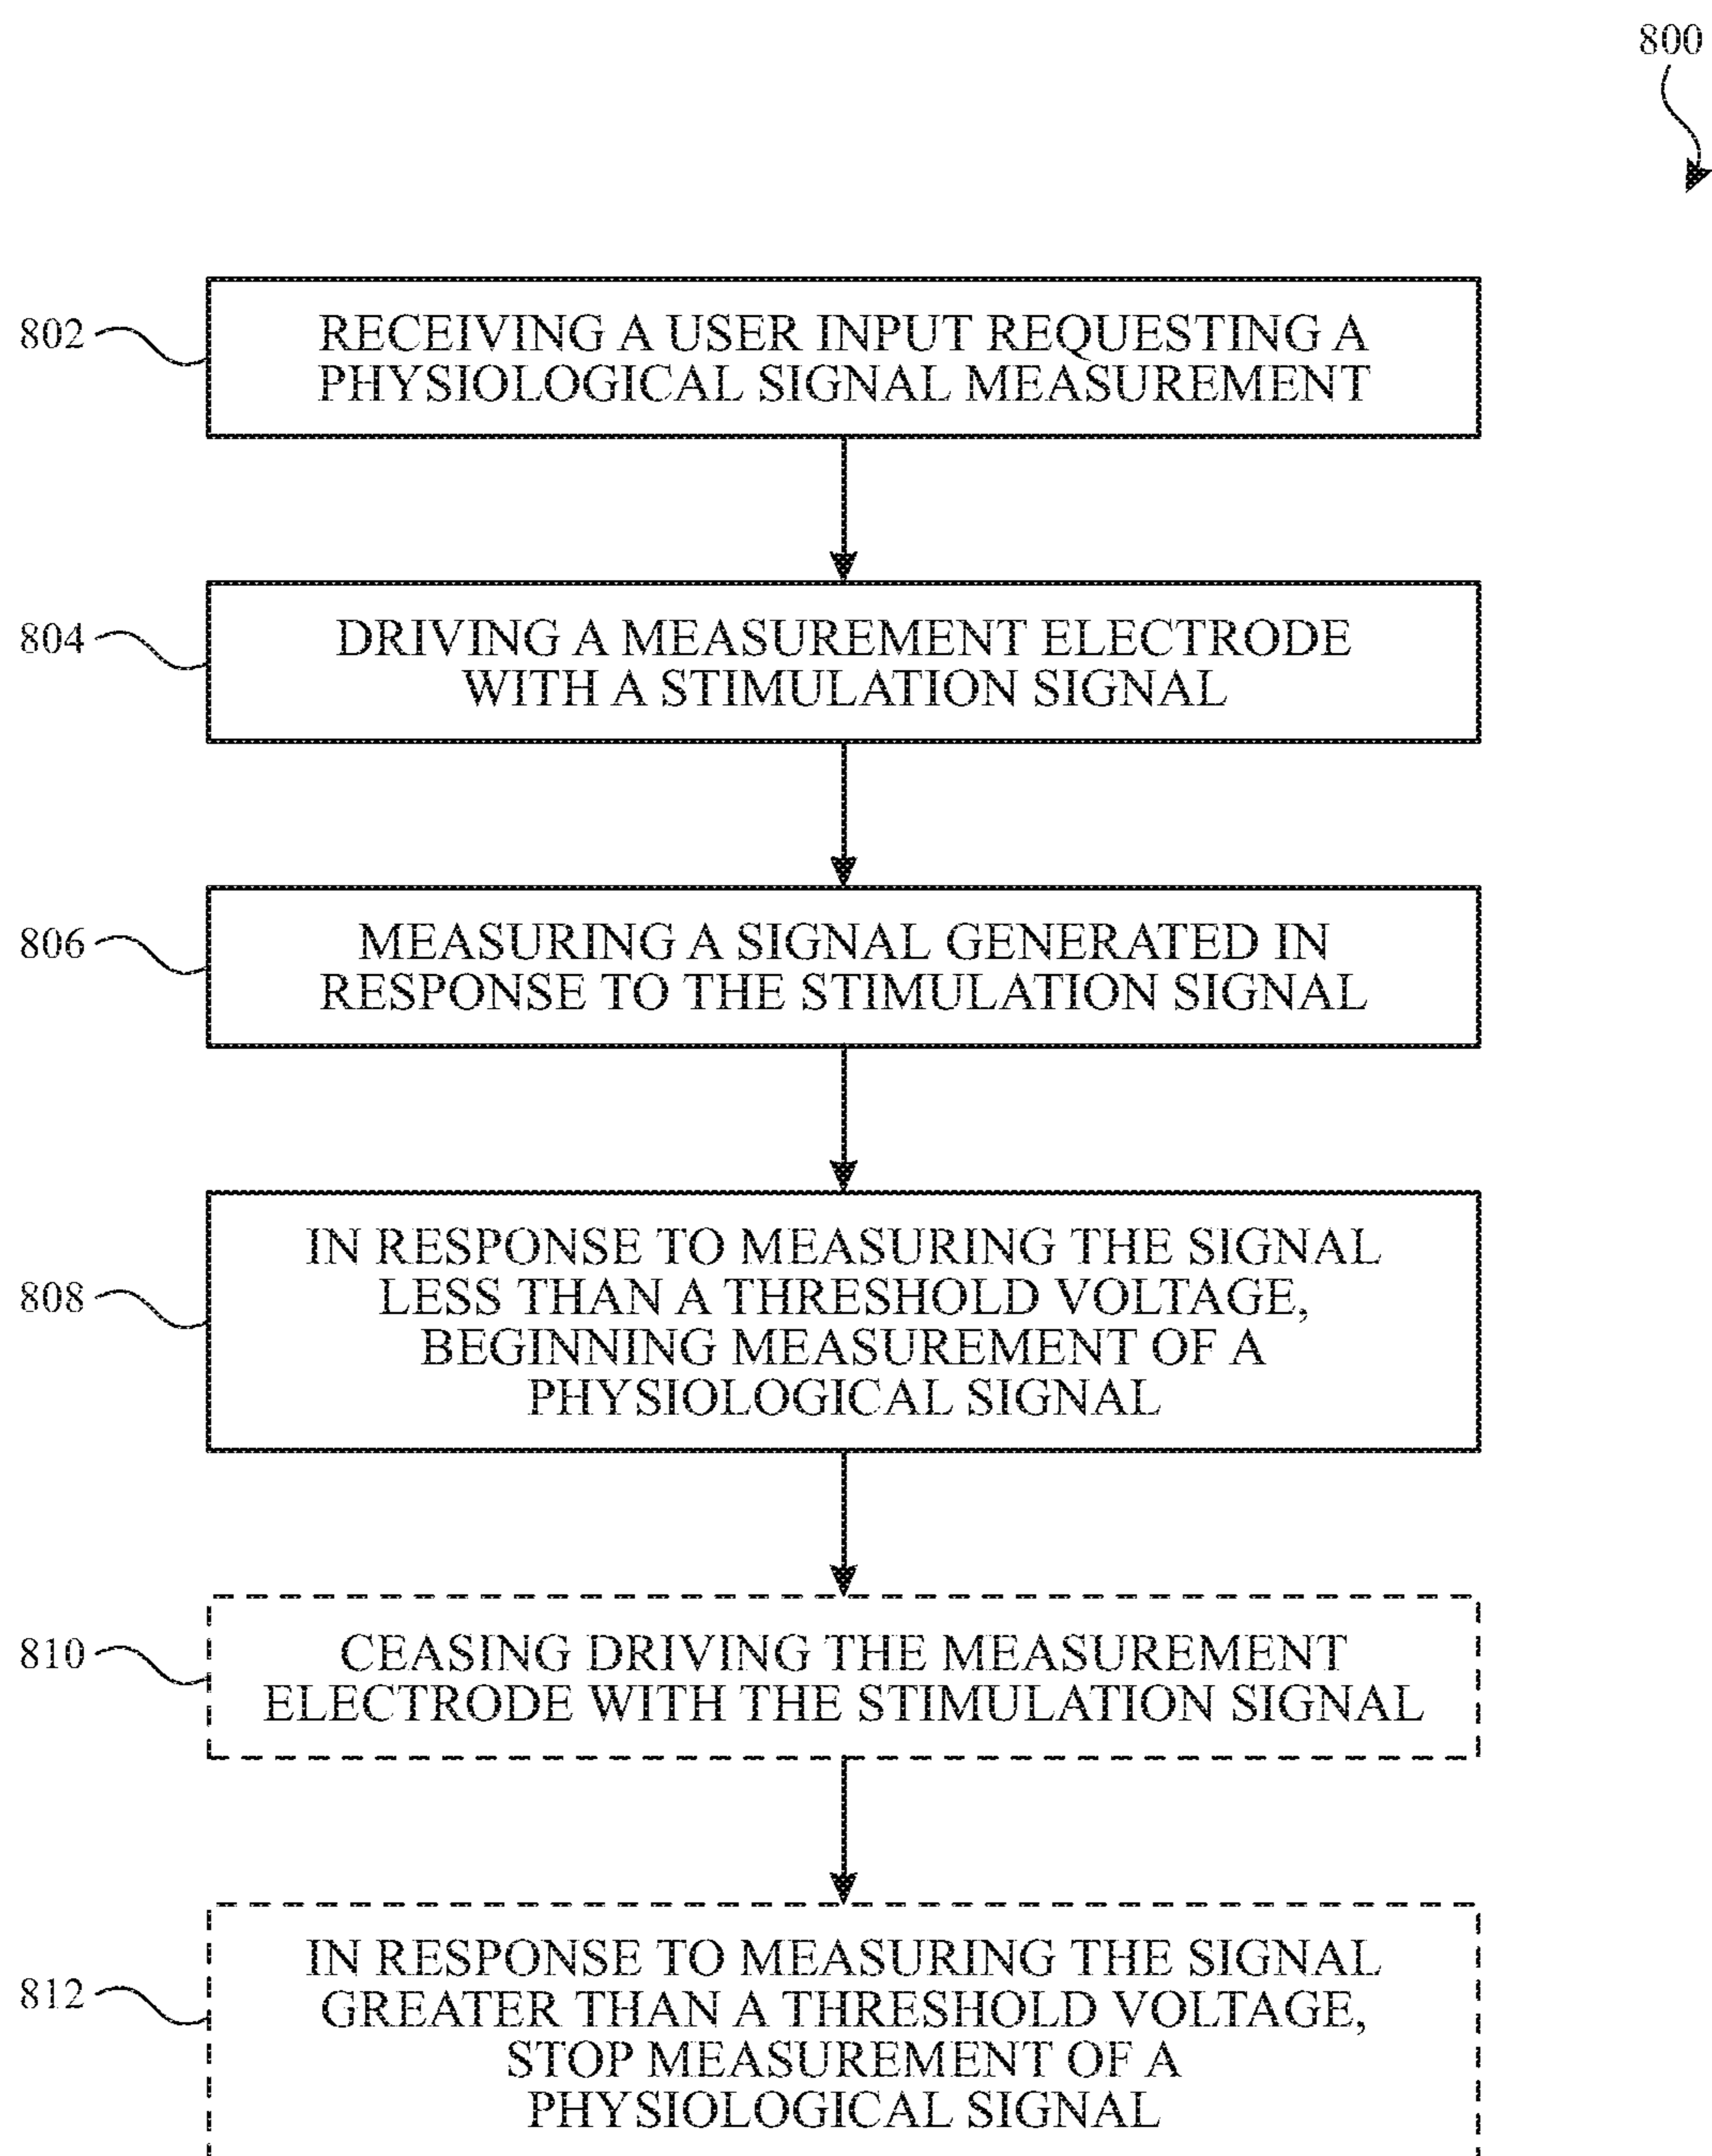 800
802
RECEIVING A USER INPUT REQUESTING A
PHYSIOLOGICAL SIGNAL MEASUREMENT
804
DRIVING A MEASUREMENT ELECTRODE
WITH A STIMULATION SIGNAL
806
MEASURING A SIGNAL GENERATED IN
RESPONSE TO THE STIMULATION SIGNAL
808
IN RESPONSE TO MEASURING THE SIGNAL
LESS THAN A THRESHOLD VOLTAGE,
BEGINNING MEASUREMENT OF A
PHYSIOLOGICAL SIGNAL
810
CEASING DRIVING THE MEASUREMENT
ELECTRODE WITH THE STIMULATION SIGNAL
812
IN RESPONSE TO MEASURING THE SIGNAL
GREATER THAN A THRESHOLD VOLTAGE,
STOP MEASUREMENT OF A
PHYSIOLOGICAL SIGNAL